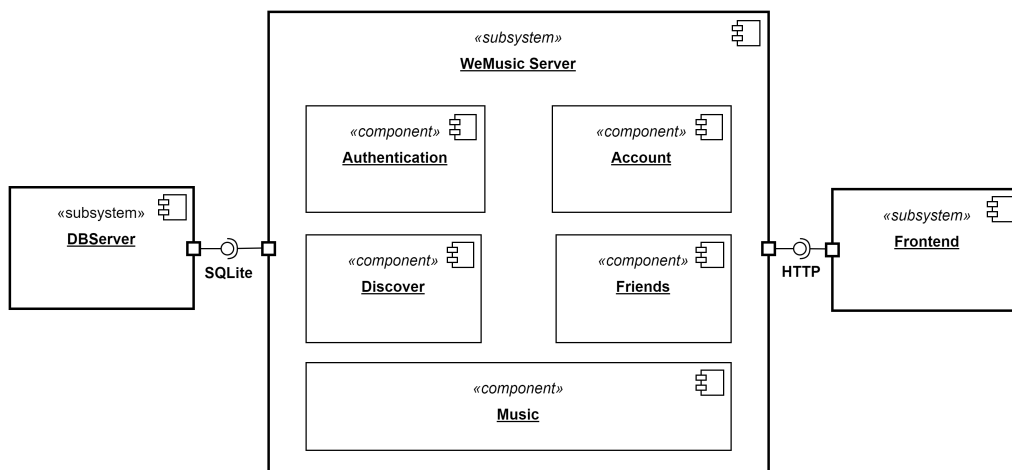 «subsystem»
WeMusic Server
«component»
Authentication
«component»
Account
«subsystem»
DBServer
SQLite
«component»
Discover
«component»
Friends
«component»
Music
HTTP
«subsystem»
Frontend